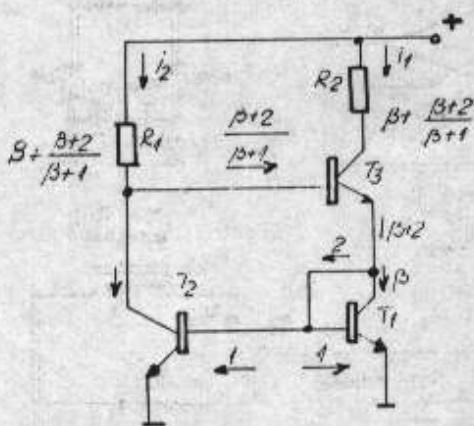 +
i2
i1
R2
R1
β + (β+2)/(β+1)
(β+2)/(β+1)
β + (β+2)/(β+1)
T3
β+2
2
β
T2
T1
1
1